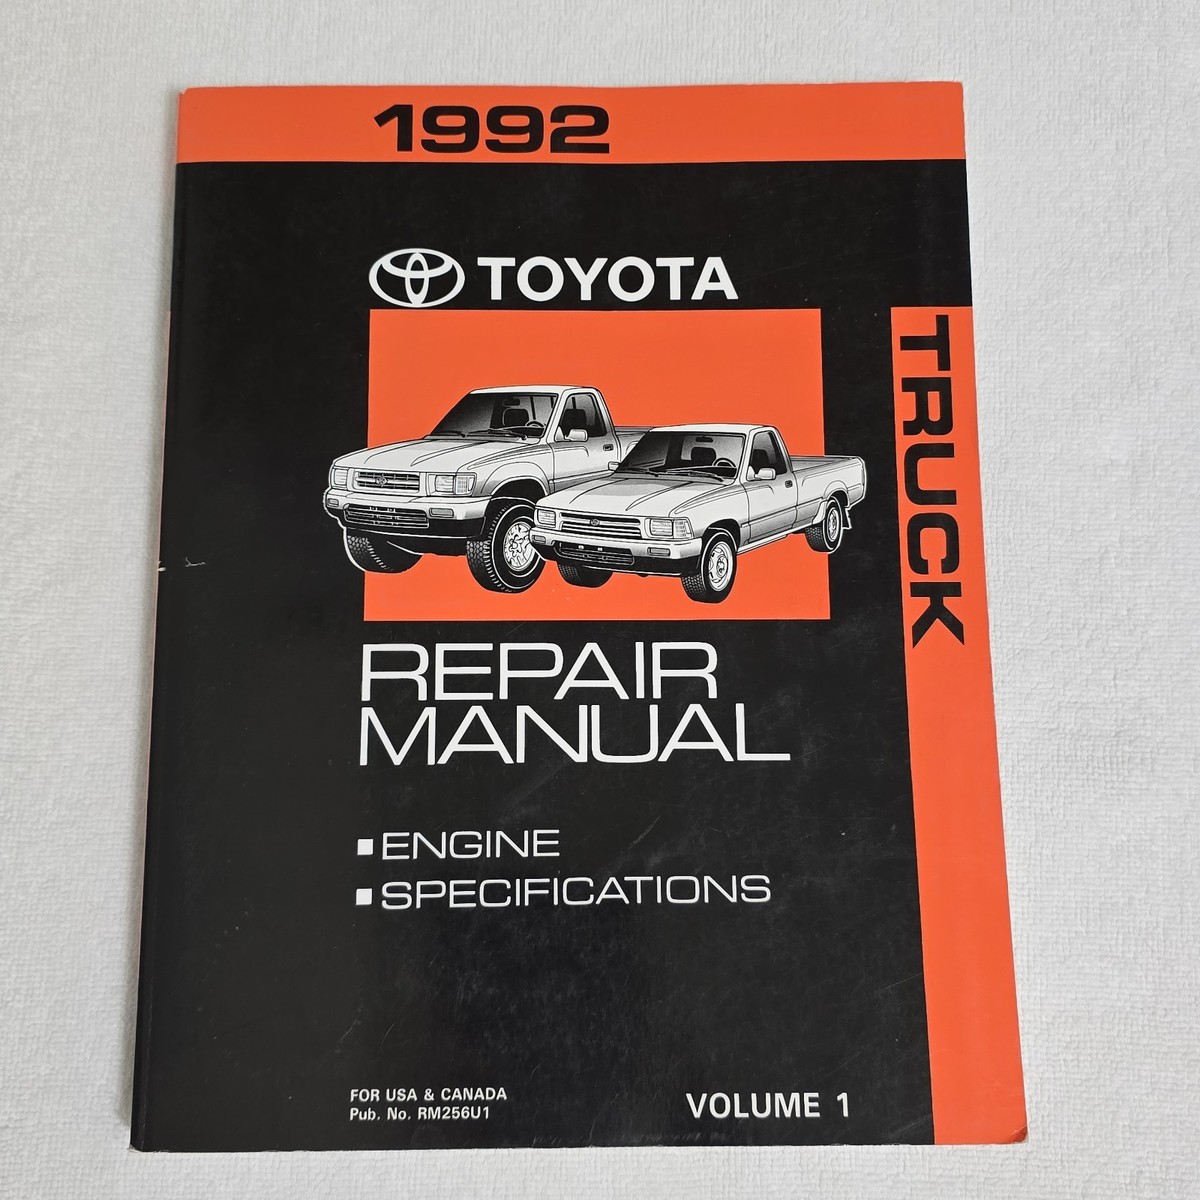 1992
TOYOTA
TRUCK
REPAIR
MANUAL
■ ENGINE
■ SPECIFICATIONS
FOR USA & CANADA
Pub. No. RM256U1
VOLUME 1